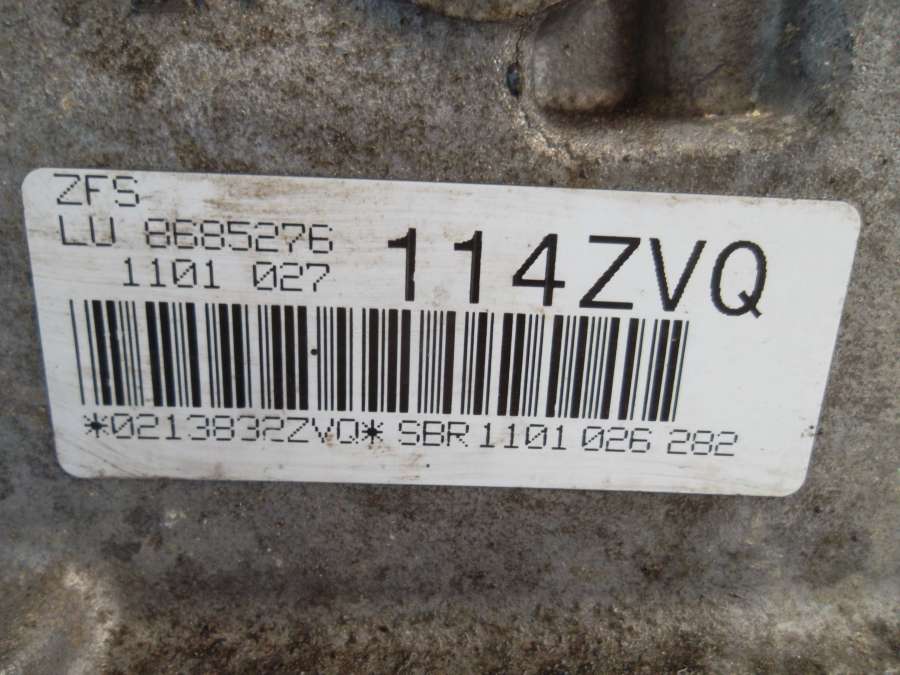 ZFS
LU 8685276
1101 027
114ZVQ
*0213832ZVQ* SBR 1101 026 282